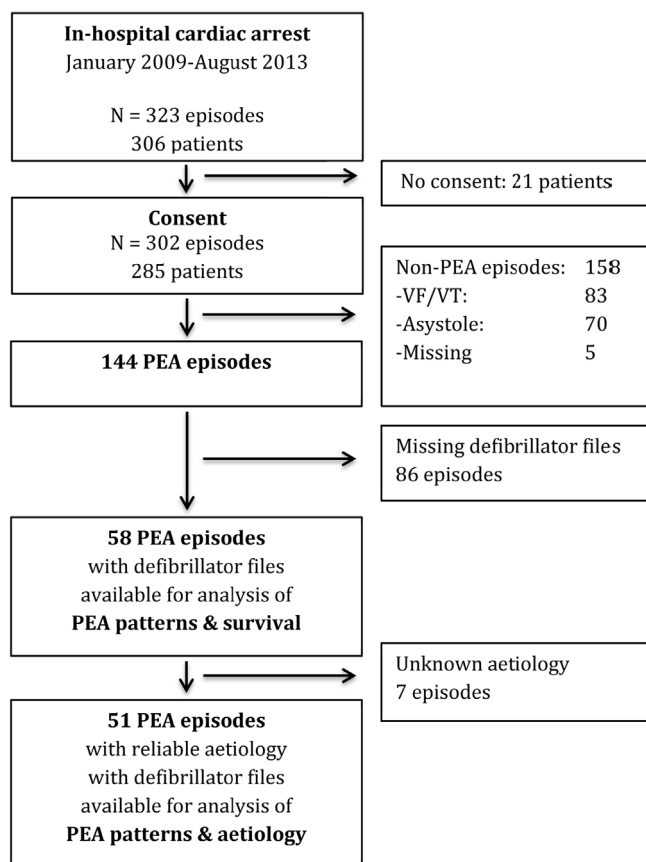 In-hospital cardiac arrest
January 2009-August 2013
N = 323 episodes
306 patients
No consent: 21 patients
Consent
N = 302 episodes
285 patients
Non-PEA episodes: 158
-VF/VT: 83
-Asystole: 70
-Missing 5
144 PEA episodes
Missing defibrillator files
86 episodes
58 PEA episodes
with defibrillator files
available for analysis of
PEA patterns & survival
Unknown aetiology
7 episodes
51 PEA episodes
with reliable aetiology
with defibrillator files
available for analysis of
PEA patterns & aetiology